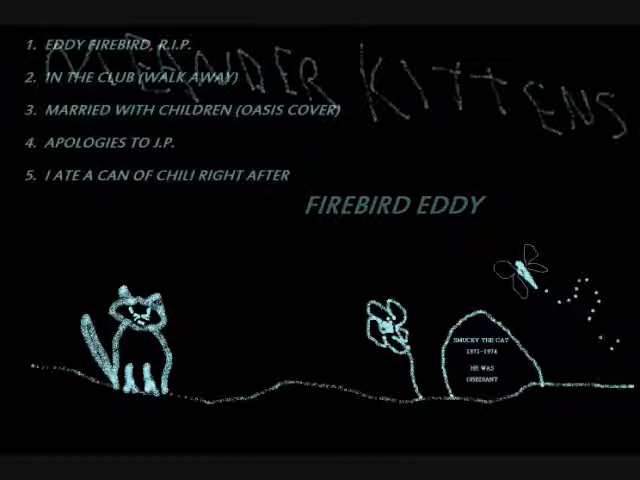 MEANDER KITTENS
1. EDDY FIREBIRD, R.I.P.
2. IN THE CLUB (WALK AWAY)
3. MARRIED WITH CHILDREN (OASIS COVER)
4. APOLOGIES TO J.P.
5. I ATE A CAN OF CHILI RIGHT AFTER
FIREBIRD EDDY
SMUCKY THE CAT
1971-1974
HE WAS
OBEDIANT